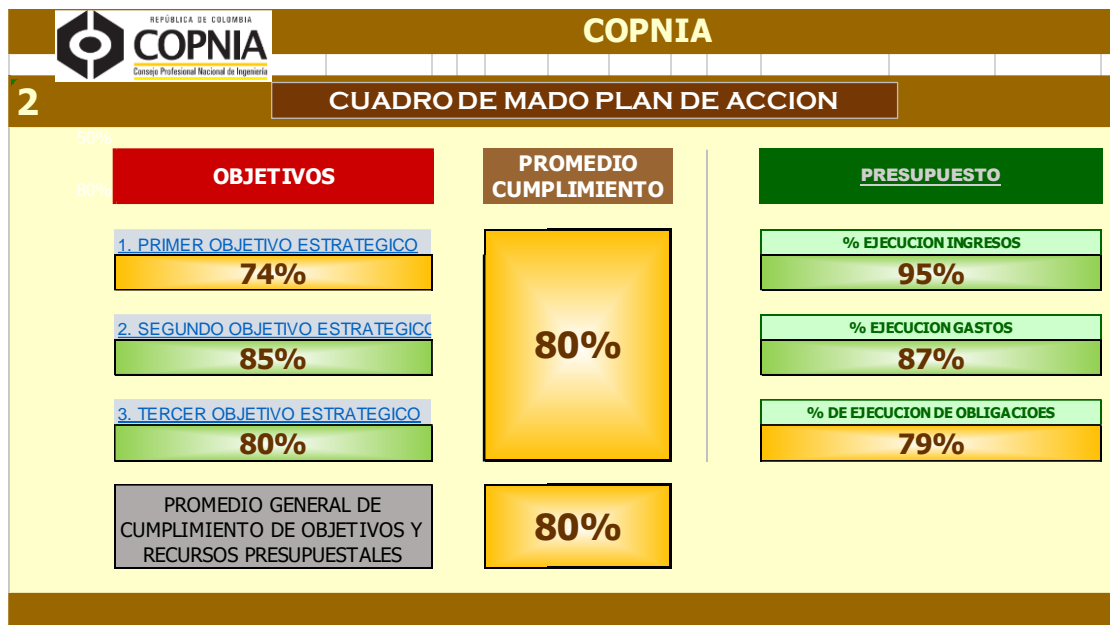 REPÚBLICA DE COLOMBIA
COPNIA
Consejo Profesional Nacional de Ingeniería
COPNIA
2
CUADRO DE MADO PLAN DE ACCION
50%
80%
OBJETIVOS
PROMEDIO
CUMPLIMIENTO
PRESUPUESTO
1. PRIMER OBJETIVO ESTRATEGICO
74%
2. SEGUNDO OBJETIVO ESTRATEGICO
85%
3. TERCER OBJETIVO ESTRATEGICO
80%
80%
% EJECUCION INGRESOS
95%
% EJECUCION GASTOS
87%
% DE EJECUCION DE OBLIGACIOES
79%
PROMEDIO GENERAL DE
CUMPLIMIENTO DE OBJETIVOS Y
RECURSOS PRESUPUESTALES
80%